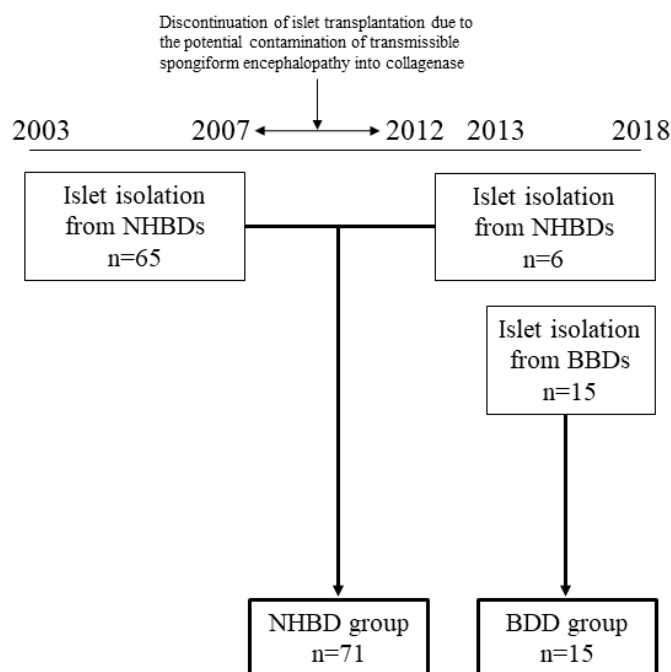 Discontinuation of islet transplantation due to
the potential contamination of transmissible
spongiform encephalopathy into collagenase
2003 2007 2012 2013 2018
Islet isolation
from NHBDs
n=65
Islet isolation
from NHBDs
n=6
Islet isolation
from BBDs
n=15
NHBD group
n=71
BDD group
n=15